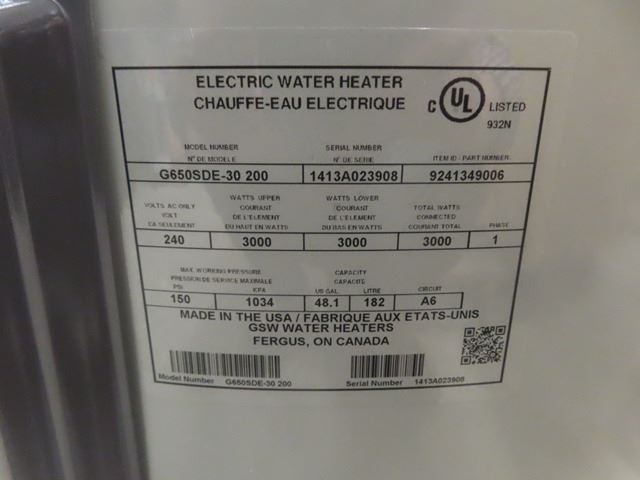 ELECTRIC WATER HEATER
CHAUFFE-EAU ELECTRIQUE
C UL LISTED
932N
MODEL NUMBER SERIAL NUMBER
N° DE MODELE N° DE SERIE ITEM ID - PART NUMBER
G650SDE-30 200 1413A023908 9241349006
VOLTS AC ONLY WATTS UPPER WATTS LOWER TOTAL WATTS
VOLT COURANT COURANT CONNECTED
CA SEULEMENT DE L'ELEMENT DE L'ELEMENT COURANT TOTAL PHASE
DU HAUT EN WATTS DU BAS EN WATTS
240 3000 3000 3000 1
MAX. WORKING PRESSURE CAPACITY
PRESSION DE SERVICE MAXIMALE CAPACITE
PSI KPA US GAL LITRE CIRCUIT
150 1034 48.1 182 A6
MADE IN THE USA / FABRIQUE AUX ETATS-UNIS
GSW WATER HEATERS
FERGUS, ON CANADA
Model Number G650SDE-30 200 Serial Number 1413A023908